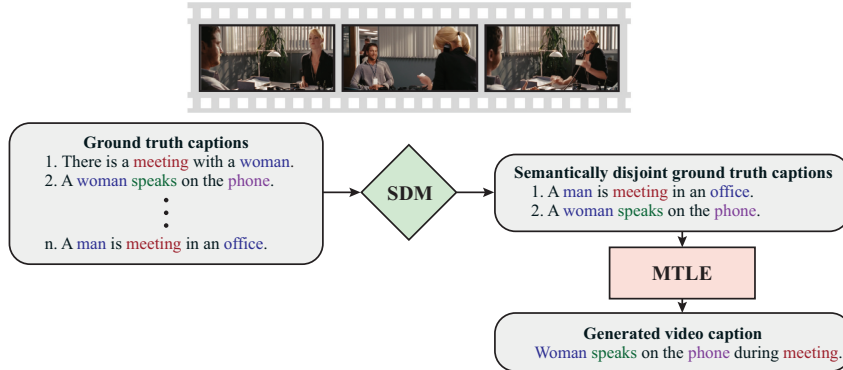 Ground truth captions
1. There is a meeting with a woman.
2. A woman speaks on the phone.
n. A man is meeting in an office.
SDM
Semantically disjoint ground truth captions
1. A man is meeting in an office.
2. A woman speaks on the phone.
MTLE
Generated video caption
Woman speaks on the phone during meeting.